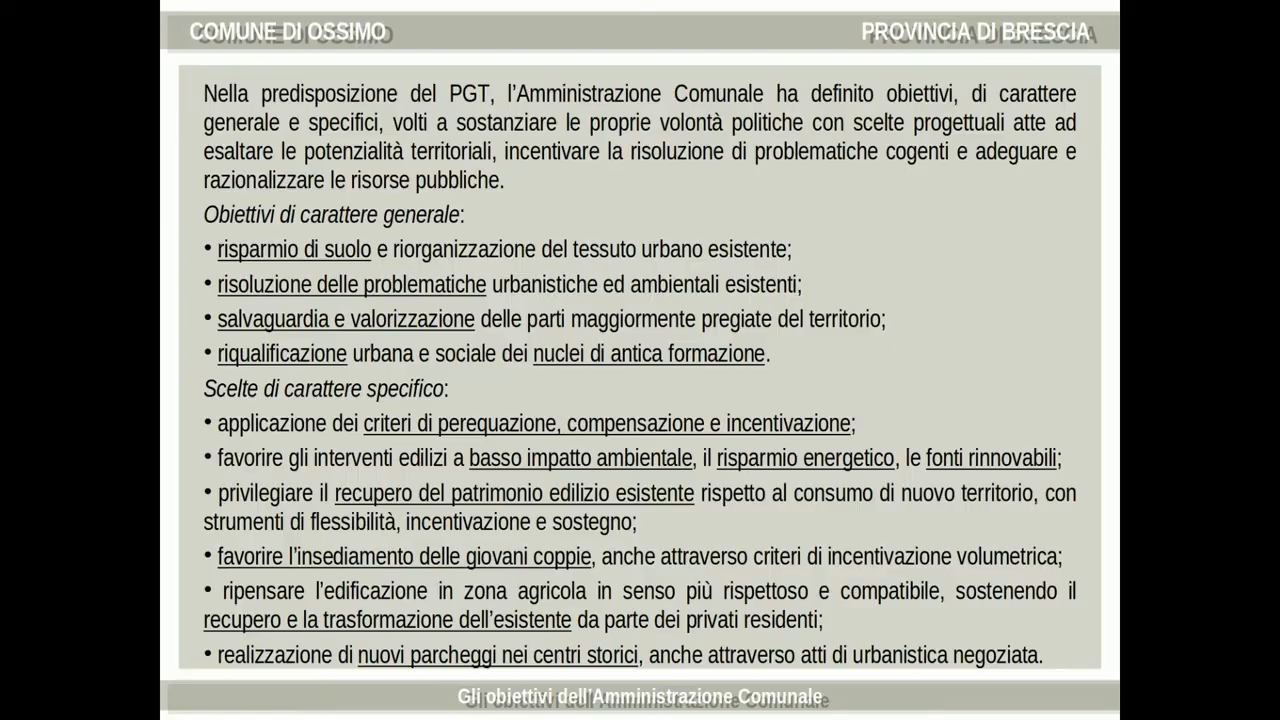 COMUNE DI OSSIMO
PROVINCIA DI BRESCIA
Nella predisposizione del PGT, l’Amministrazione Comunale ha definito obiettivi, di carattere
generale e specifici, volti a sostanziare le proprie volontà politiche con scelte progettuali atte ad
esaltare le potenzialità territoriali, incentivare la risoluzione di problematiche cogenti e adeguare e
razionalizzare le risorse pubbliche.
Obiettivi di carattere generale:
• risparmio di suolo e riorganizzazione del tessuto urbano esistente;
• risoluzione delle problematiche urbanistiche ed ambientali esistenti;
• salvaguardia e valorizzazione delle parti maggiormente pregiate del territorio;
• riqualificazione urbana e sociale dei nuclei di antica formazione.
Scelte di carattere specifico:
• applicazione dei criteri di perequazione, compensazione e incentivazione;
• favorire gli interventi edilizi a basso impatto ambientale, il risparmio energetico, le fonti rinnovabili;
• privilegiare il recupero del patrimonio edilizio esistente rispetto al consumo di nuovo territorio, con
strumenti di flessibilità, incentivazione e sostegno;
• favorire l’insediamento delle giovani coppie, anche attraverso criteri di incentivazione volumetrica;
• ripensare l’edificazione in zona agricola in senso più rispettoso e compatibile, sostenendo il
recupero e la trasformazione dell’esistente da parte dei privati residenti;
• realizzazione di nuovi parcheggi nei centri storici, anche attraverso atti di urbanistica negoziata.
Gli obiettivi dell’Amministrazione Comunale